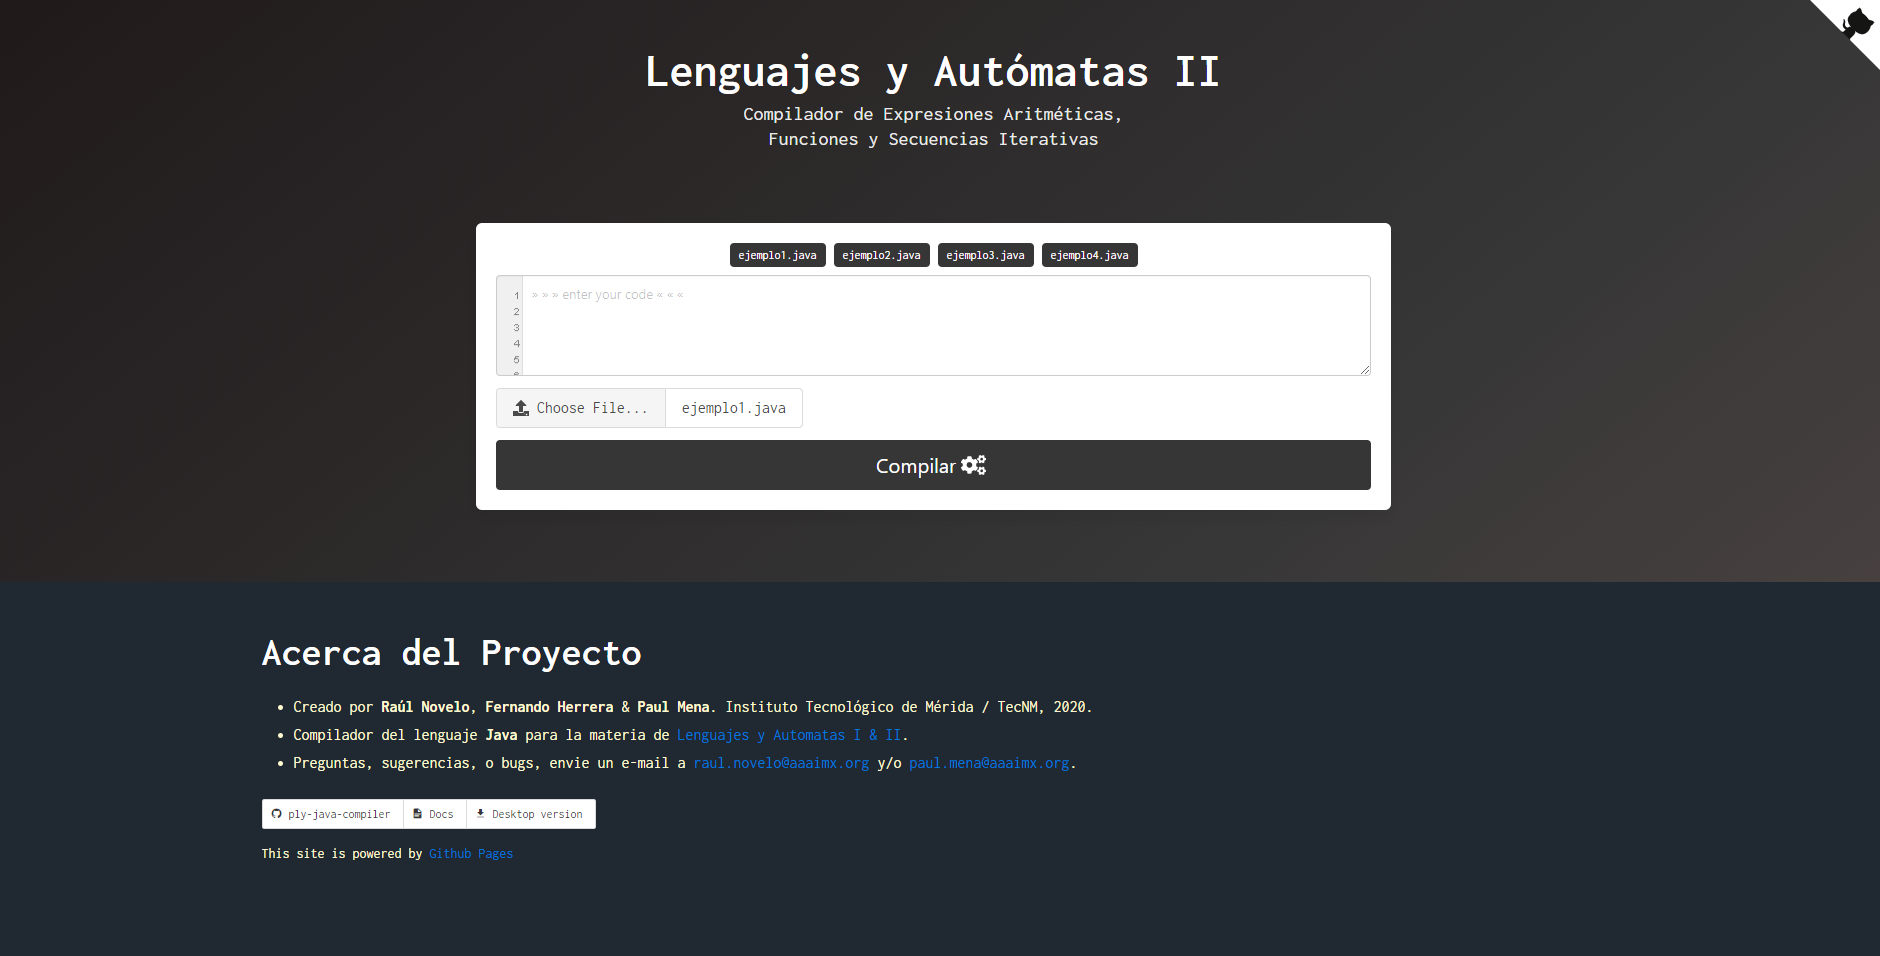 Lenguajes y Autómatas II
Compilador de Expresiones Aritméticas,
Funciones y Secuencias Iterativas
ejemplo1.java ejemplo2.java ejemplo3.java ejemplo4.java
1 » » » enter your code « « «
2
3
4
5
Choose File... ejemplo1.java
Compilar
Acerca del Proyecto
• Creado por Raúl Novelo, Fernando Herrera & Paul Mena. Instituto Tecnológico de Mérida / TecNM, 2020.
• Compilador del lenguaje Java para la materia de Lenguajes y Automatas I & II.
• Preguntas, sugerencias, o bugs, envie un e-mail a raul.novelo@aaaimx.org y/o paul.mena@aaaimx.org.
ply-java-compiler Docs Desktop version
This site is powered by Github Pages